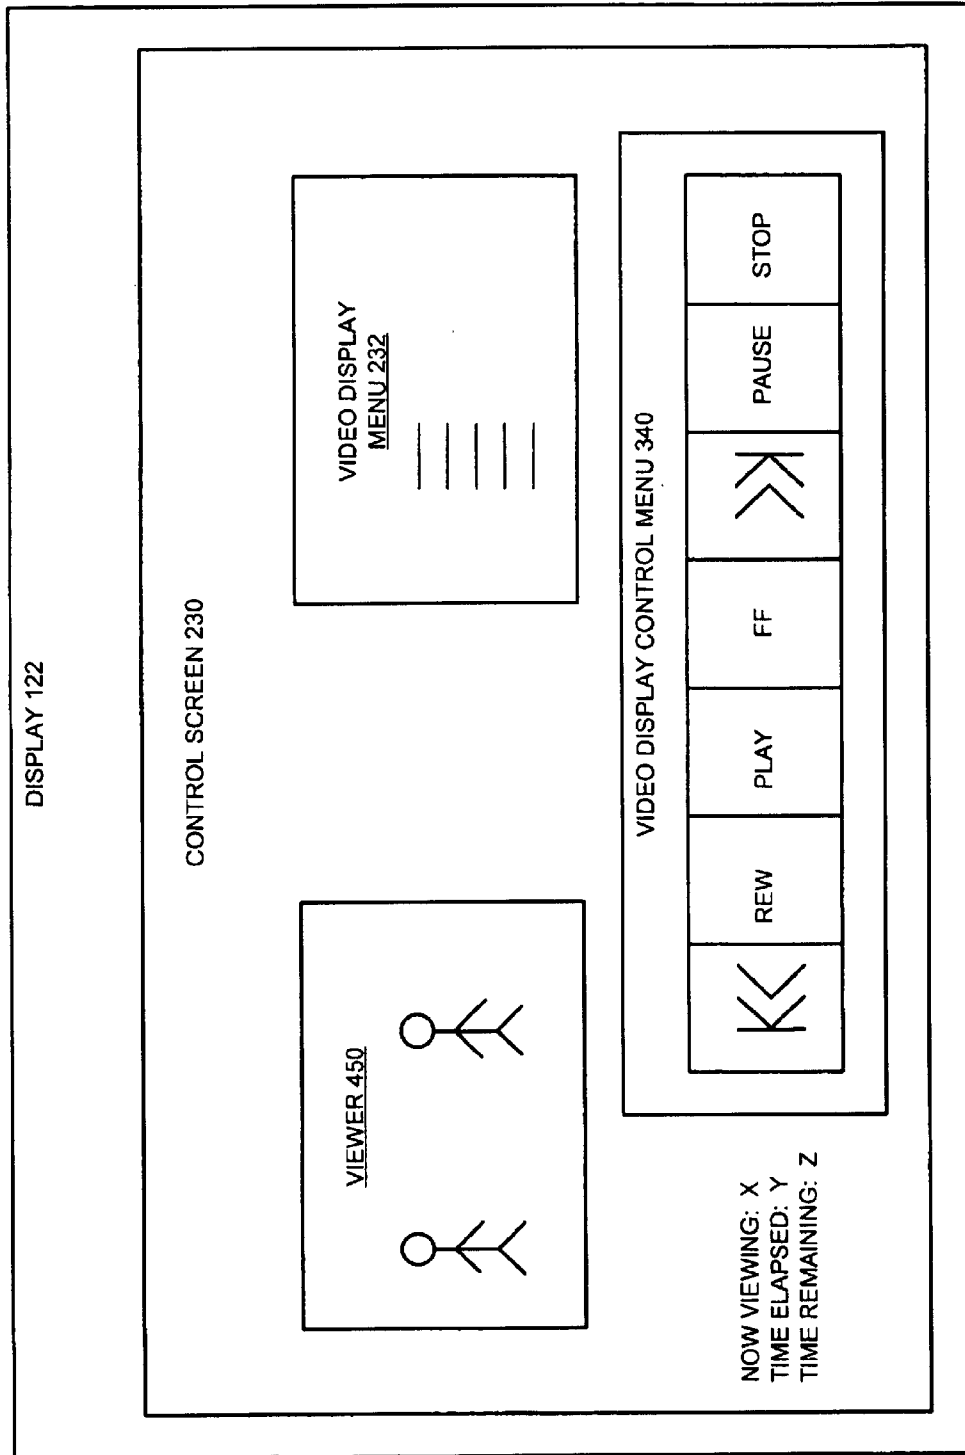 DISPLAY 122
CONTROL SCREEN 230
VIEWER 450
VIDEO DISPLAY
MENU 232
VIDEO DISPLAY CONTROL MENU 340
REW
PLAY
FF
PAUSE
STOP
NOW VIEWING: X
TIME ELAPSED: Y
TIME REMAINING: Z